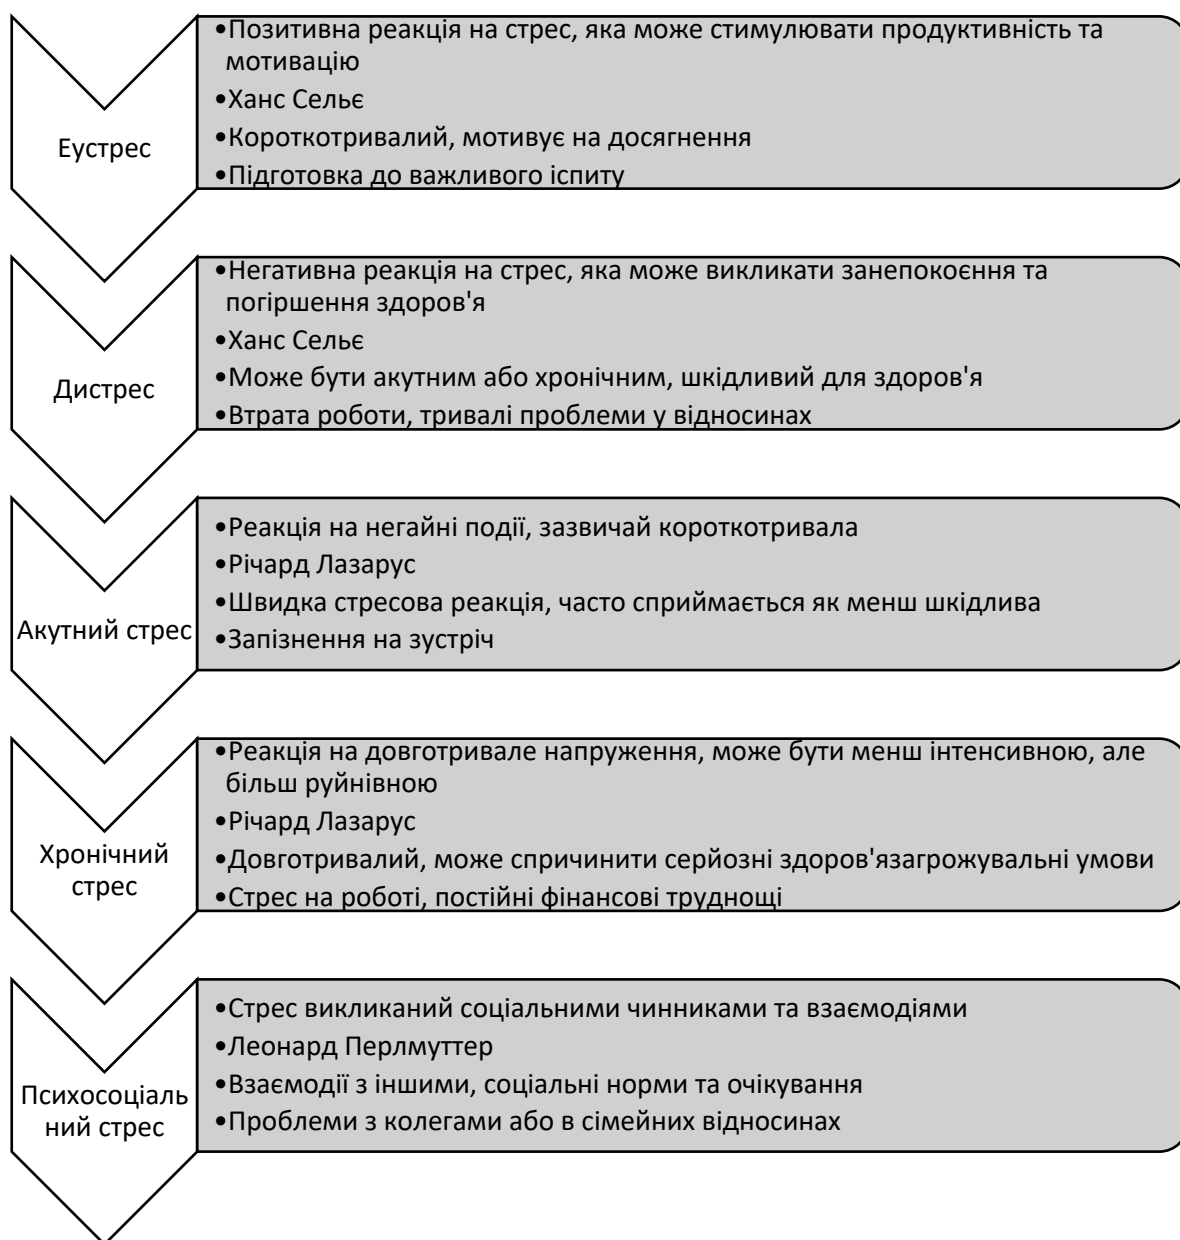 Еустрес
•Позитивна реакція на стрес, яка може стимулювати продуктивність та
мотивацію
•Ханс Сельє
•Короткотривалий, мотивує на досягнення
•Підготовка до важливого іспиту
Дистрес
•Негативна реакція на стрес, яка може викликати занепокоєння та
погіршення здоров'я
•Ханс Сельє
•Може бути акутним або хронічним, шкідливий для здоров'я
•Втрата роботи, тривалі проблеми у відносинах
Акутний стрес
•Реакція на негайні події, зазвичай короткотривала
•Річард Лазарус
•Швидка стресова реакція, часто сприймається як менш шкідлива
•Запізнення на зустріч
Хронічний
стрес
•Реакція на довготривале напруження, може бути менш інтенсивною, але
більш руйнівною
•Річард Лазарус
•Довготривалий, може спричинити серйозні здоров'язагрожувальні умови
•Стрес на роботі, постійні фінансові труднощі
Психосоціаль
ний стрес
•Стрес викликаний соціальними чинниками та взаємодіями
•Леонард Перлмуттер
•Взаємодії з іншими, соціальні норми та очікування
•Проблеми з колегами або в сімейних відносинах